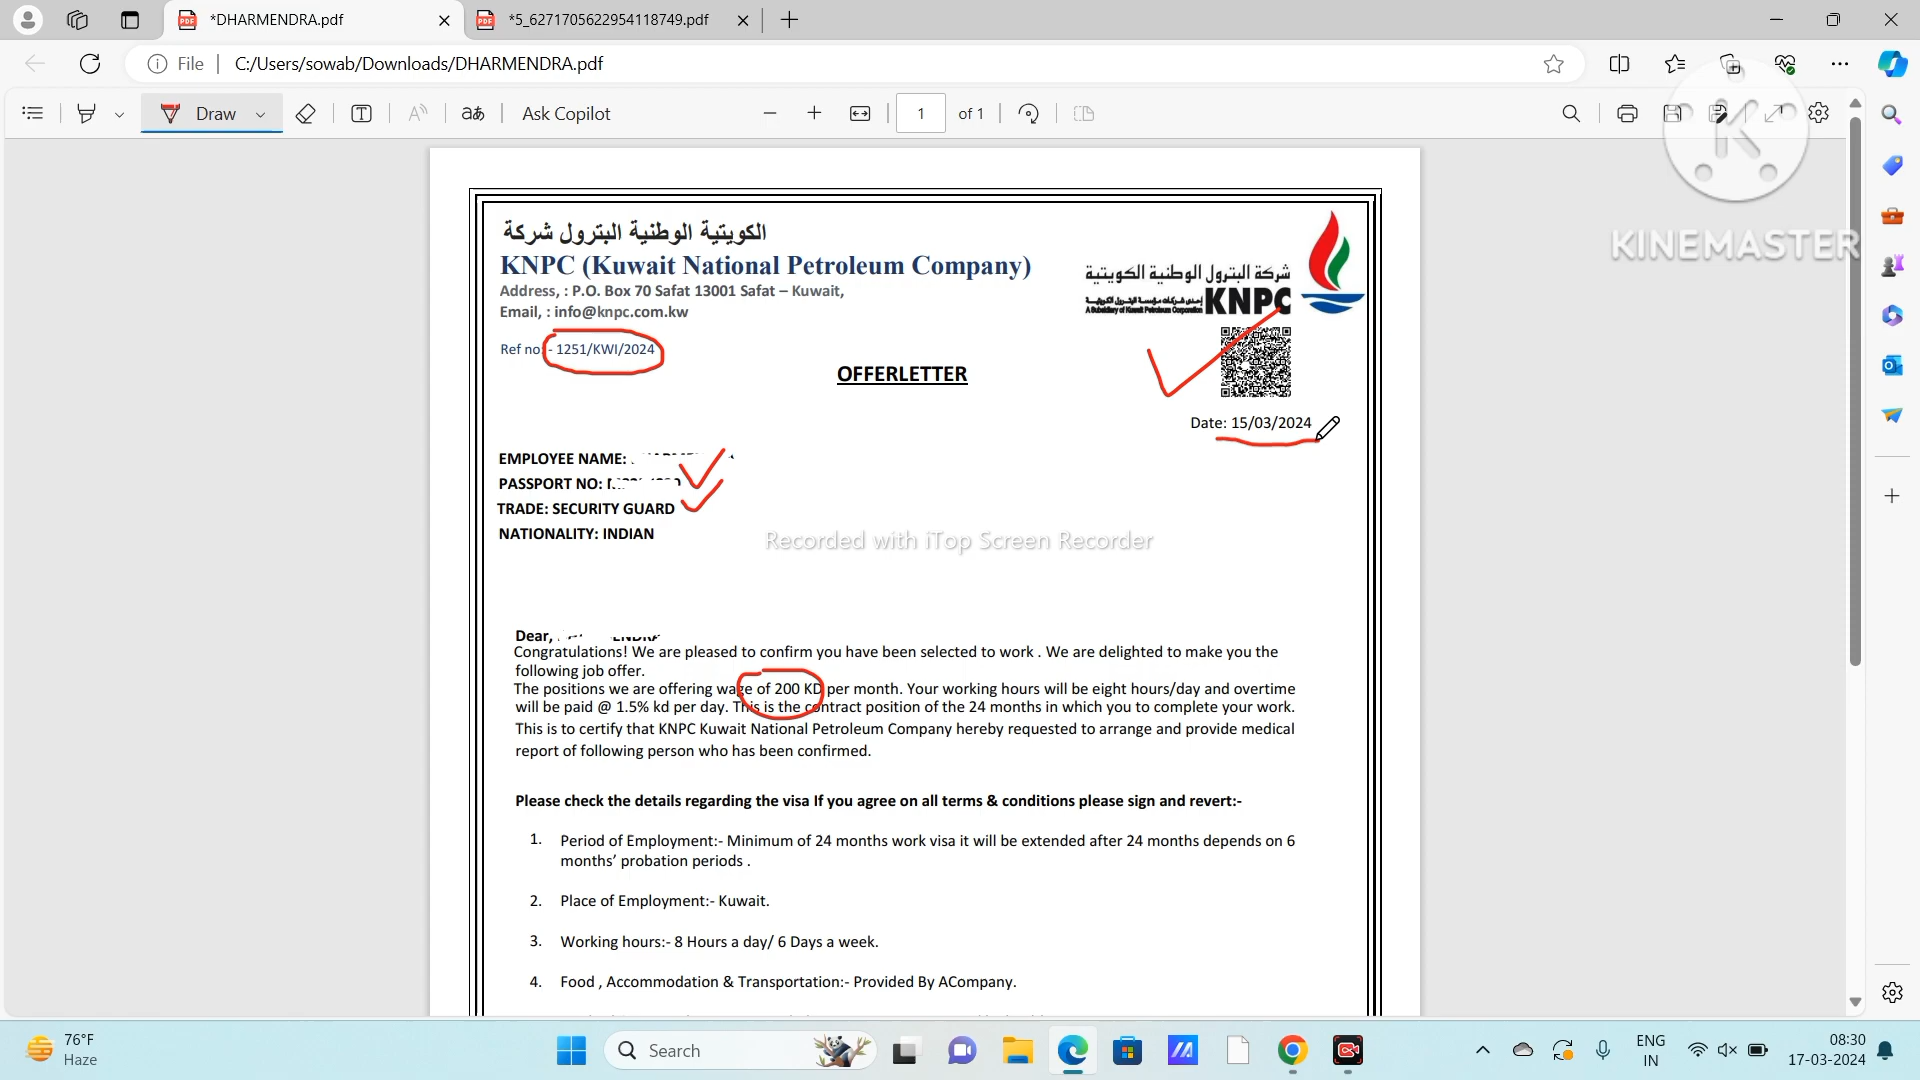 *DHARMENDRA.pdf
*5_6271705622954118749.pdf
File
C:/Users/sowab/Downloads/DHARMENDRA.pdf
Draw
T
aあ
Ask Copilot
1
of 1
KINEMASTER
الكويتية الوطنية البترول شركة
KNPC (Kuwait National Petroleum Company)
Address, : P.O. Box 70 Safat 13001 Safat – Kuwait,
Email, : info@knpc.com.kw
شركة البترول الوطنية الكويتية
إحدى شركات مؤسسة البترول الكويتية
KNPC
A Subsidiary of Kuwait Petroleum Corporation
Ref no:- 1251/KWI/2024
OFFERLETTER
Date: 15/03/2024
EMPLOYEE NAME:
PASSPORT NO:
TRADE: SECURITY GUARD
NATIONALITY: INDIAN
Recorded with iTop Screen Recorder
Dear,
Congratulations! We are pleased to confirm you have been selected to work . We are delighted to make you the
following job offer.
The positions we are offering wage of 200 KD per month. Your working hours will be eight hours/day and overtime
will be paid @ 1.5% kd per day. This is the contract position of the 24 months in which you to complete your work.
This is to certify that KNPC Kuwait National Petroleum Company hereby requested to arrange and provide medical
report of following person who has been confirmed.
Please check the details regarding the visa If you agree on all terms & conditions please sign and revert:-
1. Period of Employment:- Minimum of 24 months work visa it will be extended after 24 months depends on 6
months’ probation periods .
2. Place of Employment:- Kuwait.
3. Working hours:- 8 Hours a day/ 6 Days a week.
4. Food , Accommodation & Transportation:- Provided By ACompany.
76°F
Haze
Search
ENG
IN
08:30
17-03-2024